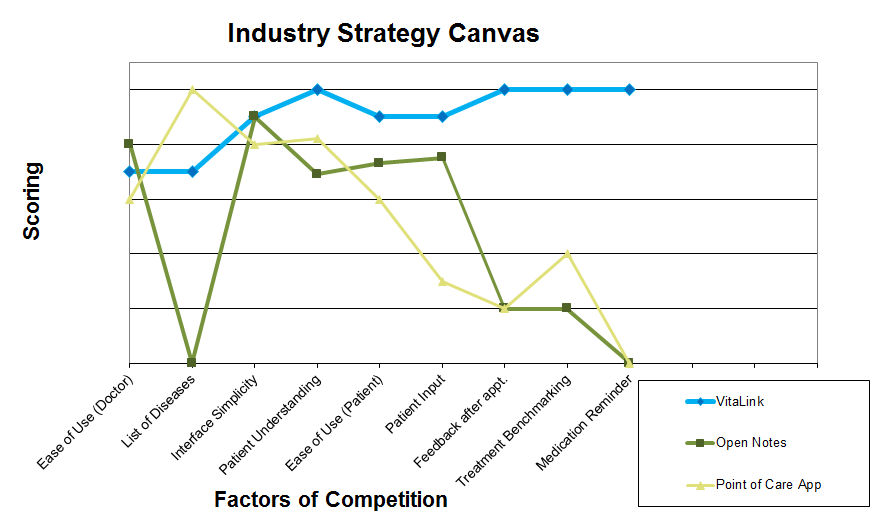 Industry Strategy Canvas
Scoring
Ease of Use (Doctor)
List of Diseases
Interface Simplicity
Patient Understanding
Ease of Use (Patient)
Patient Input
Feedback after appt.
Treatment Benchmarking
Medication Reminder
Factors of Competition
VitaLink
Open Notes
Point of Care App